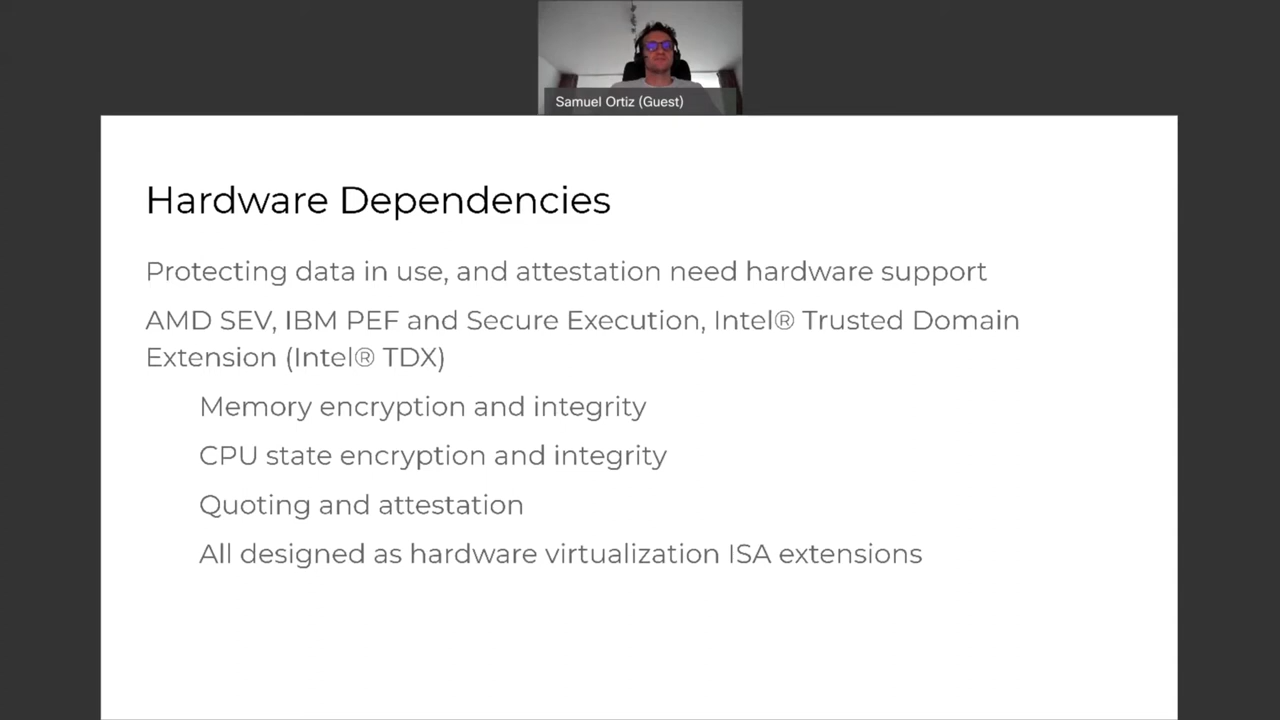 Samuel Ortiz (Guest)
Hardware Dependencies
Protecting data in use, and attestation need hardware support
AMD SEV, IBM PEF and Secure Execution, Intel® Trusted Domain
Extension (Intel® TDX)
Memory encryption and integrity
CPU state encryption and integrity
Quoting and attestation
All designed as hardware virtualization ISA extensions